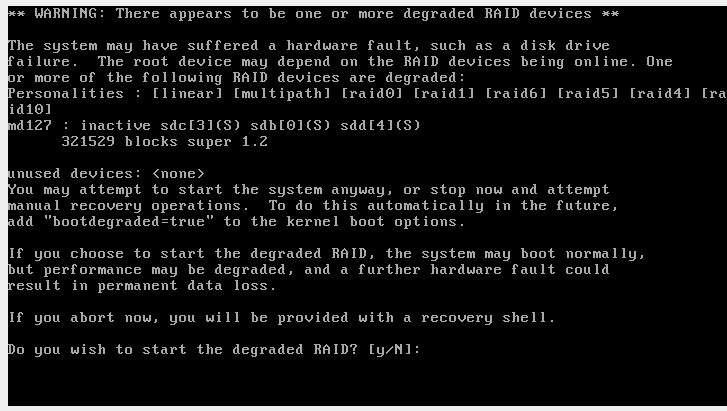 ** WARNING: There appears to be one or more degraded RAID devices **
The system may have suffered a hardware fault, such as a disk drive
failure.  The root device may depend on the RAID devices being online. One
or more of the following RAID devices are degraded:
Personalities : [linear] [multipath] [raid0] [raid1] [raid6] [raid5] [raid4] [ra
id10]
md127 : inactive sdc[3](S) sdb[0](S) sdd[4](S)
      321529 blocks super 1.2
unused devices: <none>
You may attempt to start the system anyway, or stop now and attempt
manual recovery operations.  To do this automatically in the future,
add "bootdegraded=true" to the kernel boot options.
If you choose to start the degraded RAID, the system may boot normally,
but performance may be degraded, and a further hardware fault could
result in permanent data loss.
If you abort now, you will be provided with a recovery shell.
Do you wish to start the degraded RAID? [y/N]: